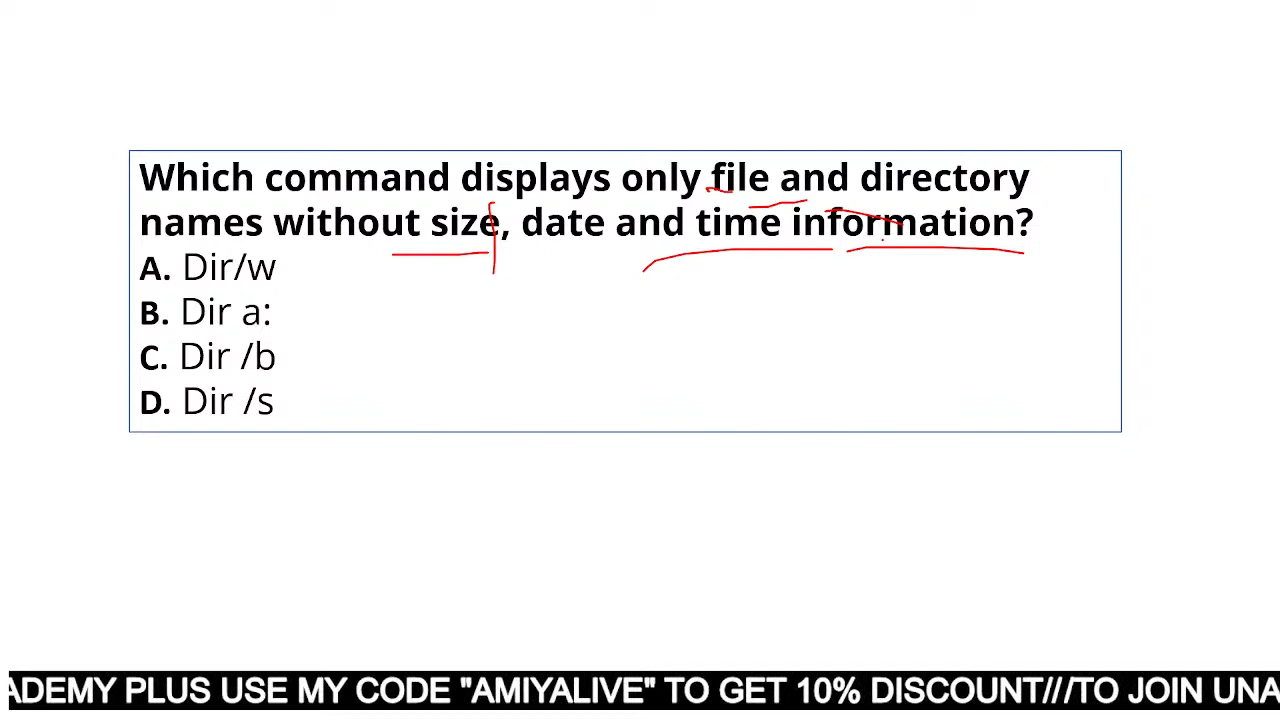 Which command displays only file and directory
names without size, date and time information?
A. Dir/w
B. Dir a:
C. Dir /b
D. Dir /s
ADEMY PLUS USE MY CODE "AMIYALIVE" TO GET 10% DISCOUNT///TO JOIN UNA